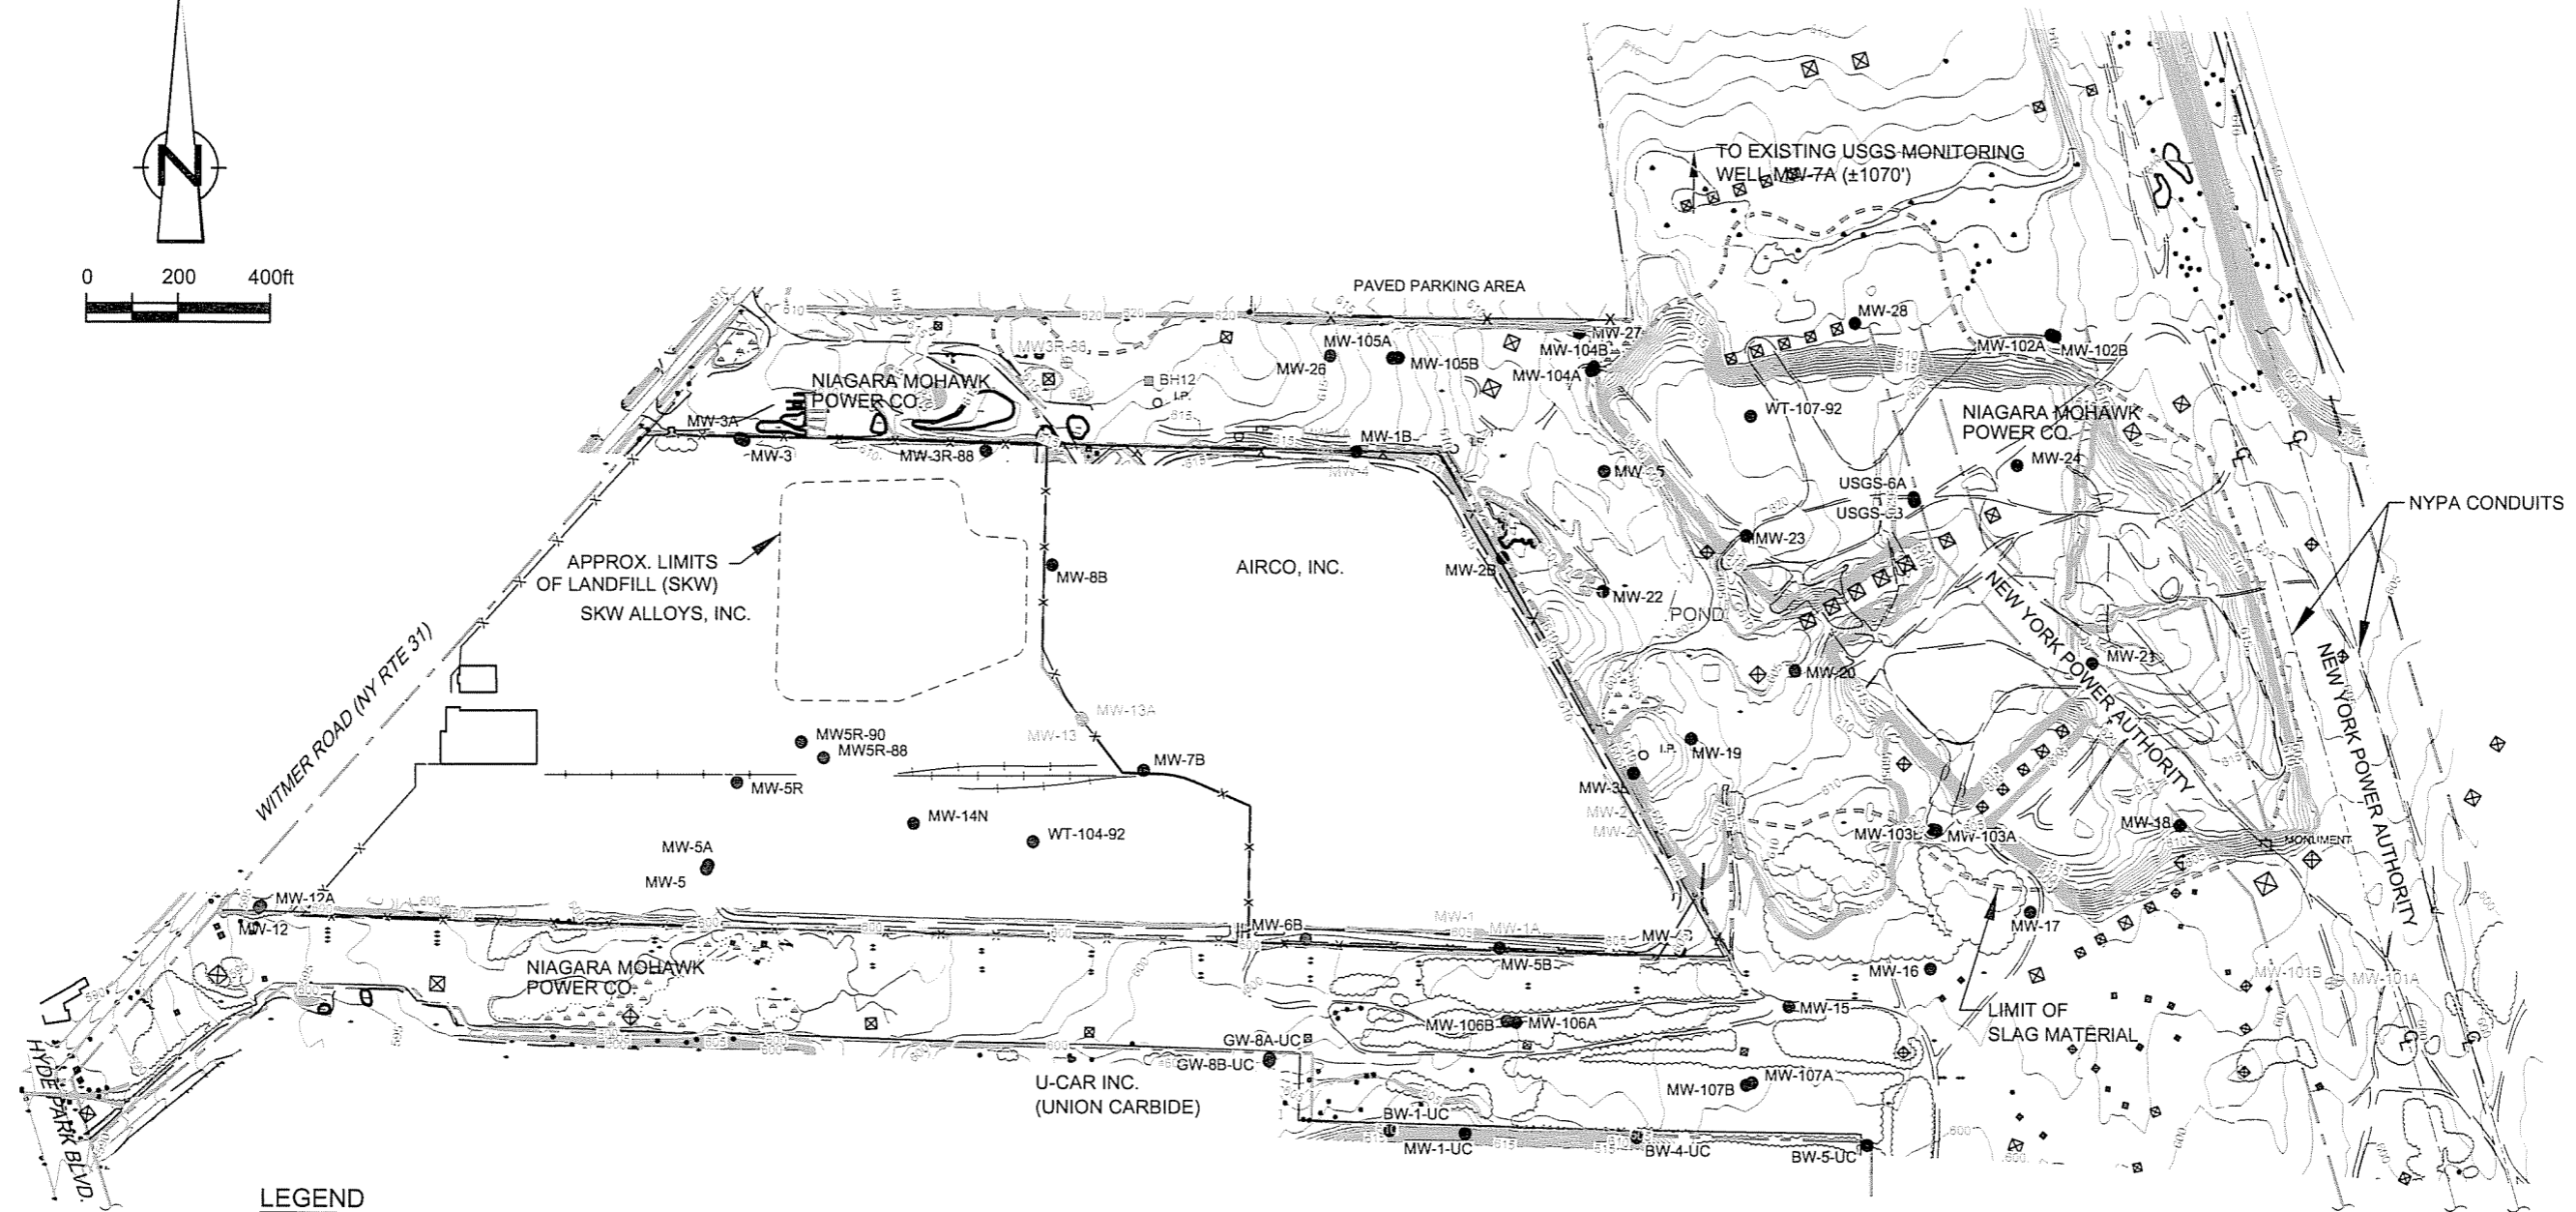 N
0 200 400ft
TO EXISTING USGS MONITORING
WELL MW-7A (±1070')
PAVED PARKING AREA
MW-28
MW-27
MW-105A
MW-104B
MW-102A
MW-102B
MW3R-88
MW-26
MW-105B
MW-104A
BH12
I.P.
NIAGARA MOHAWK
POWER CO.
WT-107-92
NIAGARA MOHAWK
POWER CO.
MW-3A
MW-3
MW-3R-88
MW-1B
MW-4
MW-24
USGS-6A
NYPA CONDUITS
MW-23
APPROX. LIMITS
OF LANDFILL (SKW)
SKW ALLOYS, INC.
MW-8B
AIRCO, INC.
MW-2B
MW-22
POND
NEW YORK POWER AUTHORITY
NEW YORK POWER AUTHORITY
MW-21
MW-20
WITMER ROAD (NY RTE 31)
MW-13A
MW-13
MW5R-90
MW5R-88
MW-7B
I.P.
MW-19
MW-5R
MW-14N
WT-104-92
MW-103B
MW-103A
MW-18
MONUMENT
MW-5A
MW-5
MW-12A
MW-12
MW-6B
MW-1
MW-1A
MW-5B
MW-17
MW-16
NIAGARA MOHAWK
POWER CO.
MW-101B
MW-101A
MW-15
LIMIT OF
SLAG MATERIAL
MW-106B
MW-106A
GW-8A-UC
GW-8B-UC
U-CAR INC.
(UNION CARBIDE)
MW-107A
MW-107B
BW-1-UC
MW-1-UC
BW-4-UC
BW-5-UC
HYDE PARK BLVD.
LEGEND